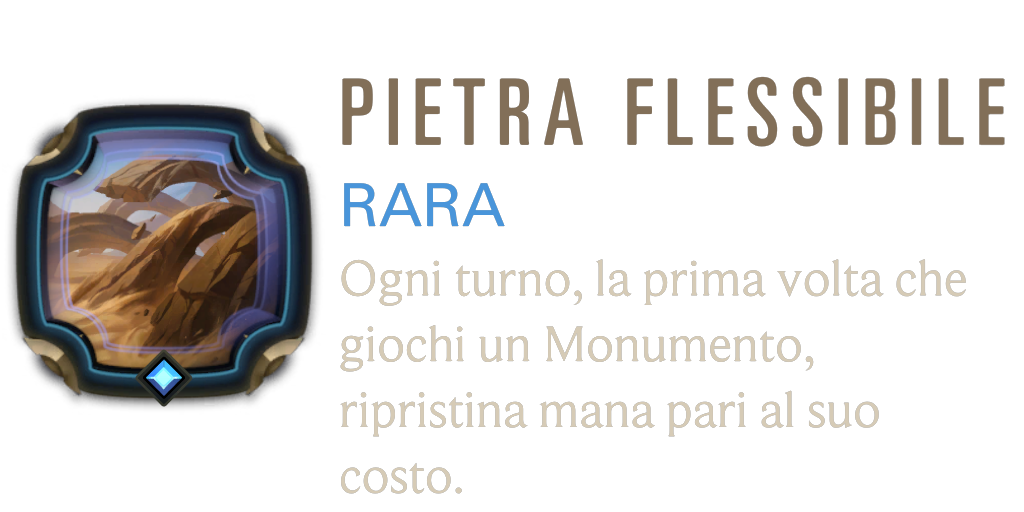 PIETRA FLESSIBILE
RARA
Ogni turno, la prima volta che
giochi un Monumento,
ripristina mana pari al suo
costo.